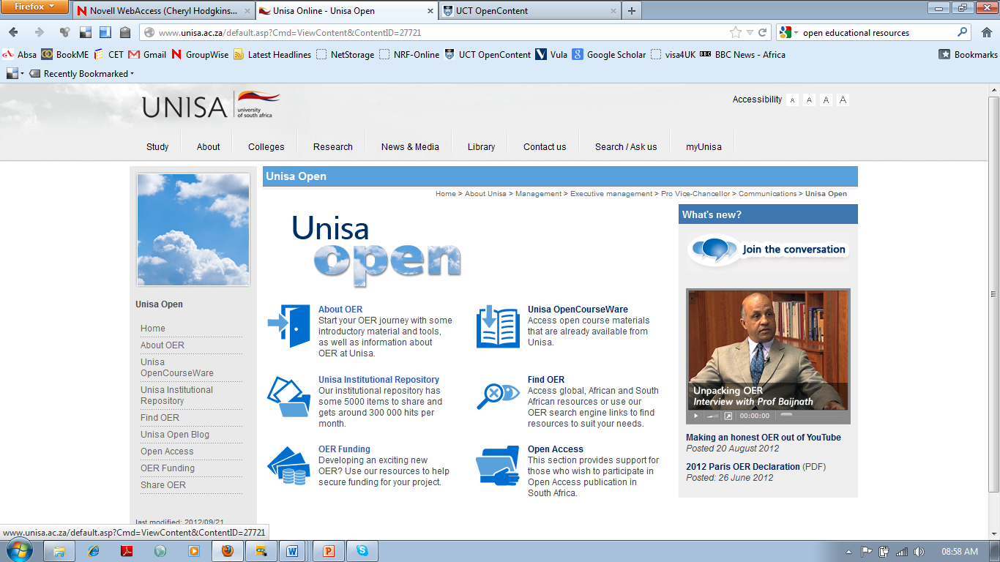 Firefox
Novell WebAccess (Cheryl Hodgkins...
Unisa Online - Unisa Open
UCT OpenContent
www.unisa.ac.za/default.asp?Cmd=ViewContent&ContentID=27721
open educational resources
Absa
BookME
CET
Gmail
GroupWise
Latest Headlines
NetStorage
NRF-Online
UCT OpenContent
Vula
Google Scholar
visa4UK
BBC News - Africa
Bookmarks
Recently Bookmarked
UNISA
university
of south africa
Accessibility A A A A
Study
About
Colleges
Research
News & Media
Library
Contact us
Search / Ask us
myUnisa
Unisa Open
Home > About Unisa > Management > Executive management > Pro Vice-Chancellor > Communications > Unisa Open
Unisa Open
Home
About OER
Unisa
OpenCourseWare
Unisa Institutional
Repository
Find OER
Unisa Open Blog
Open Access
OER Funding
Share OER
last modified: 2012/09/21
Unisa
open
About OER
Start your OER journey with some
introductory material and tools,
as well as information about
OER at Unisa.
Unisa OpenCourseWare
Access open course materials
that are already available from
Unisa.
Unisa Institutional Repository
Our institutional repository has
some 5000 items to share and
gets around 300 000 hits per
month.
Find OER
Access global, African and South
African resources or use our
OER search engine links to find
resources to suit your needs.
OER Funding
Developing an exciting new
OER? Use our resources to help
secure funding for your project.
Open Access
This section provides support for
those who wish to participate in
Open Access publication in
South Africa.
What's new?
Join the conversation
Unpacking OER
Interview with Prof Baijnath
00:00:00
Making an honest OER out of YouTube
Posted 20 August 2012
2012 Paris OER Declaration (PDF)
Posted: 26 June 2012
www.unisa.ac.za/default.asp?Cmd=ViewContent&ContentID=27721
08:58 AM